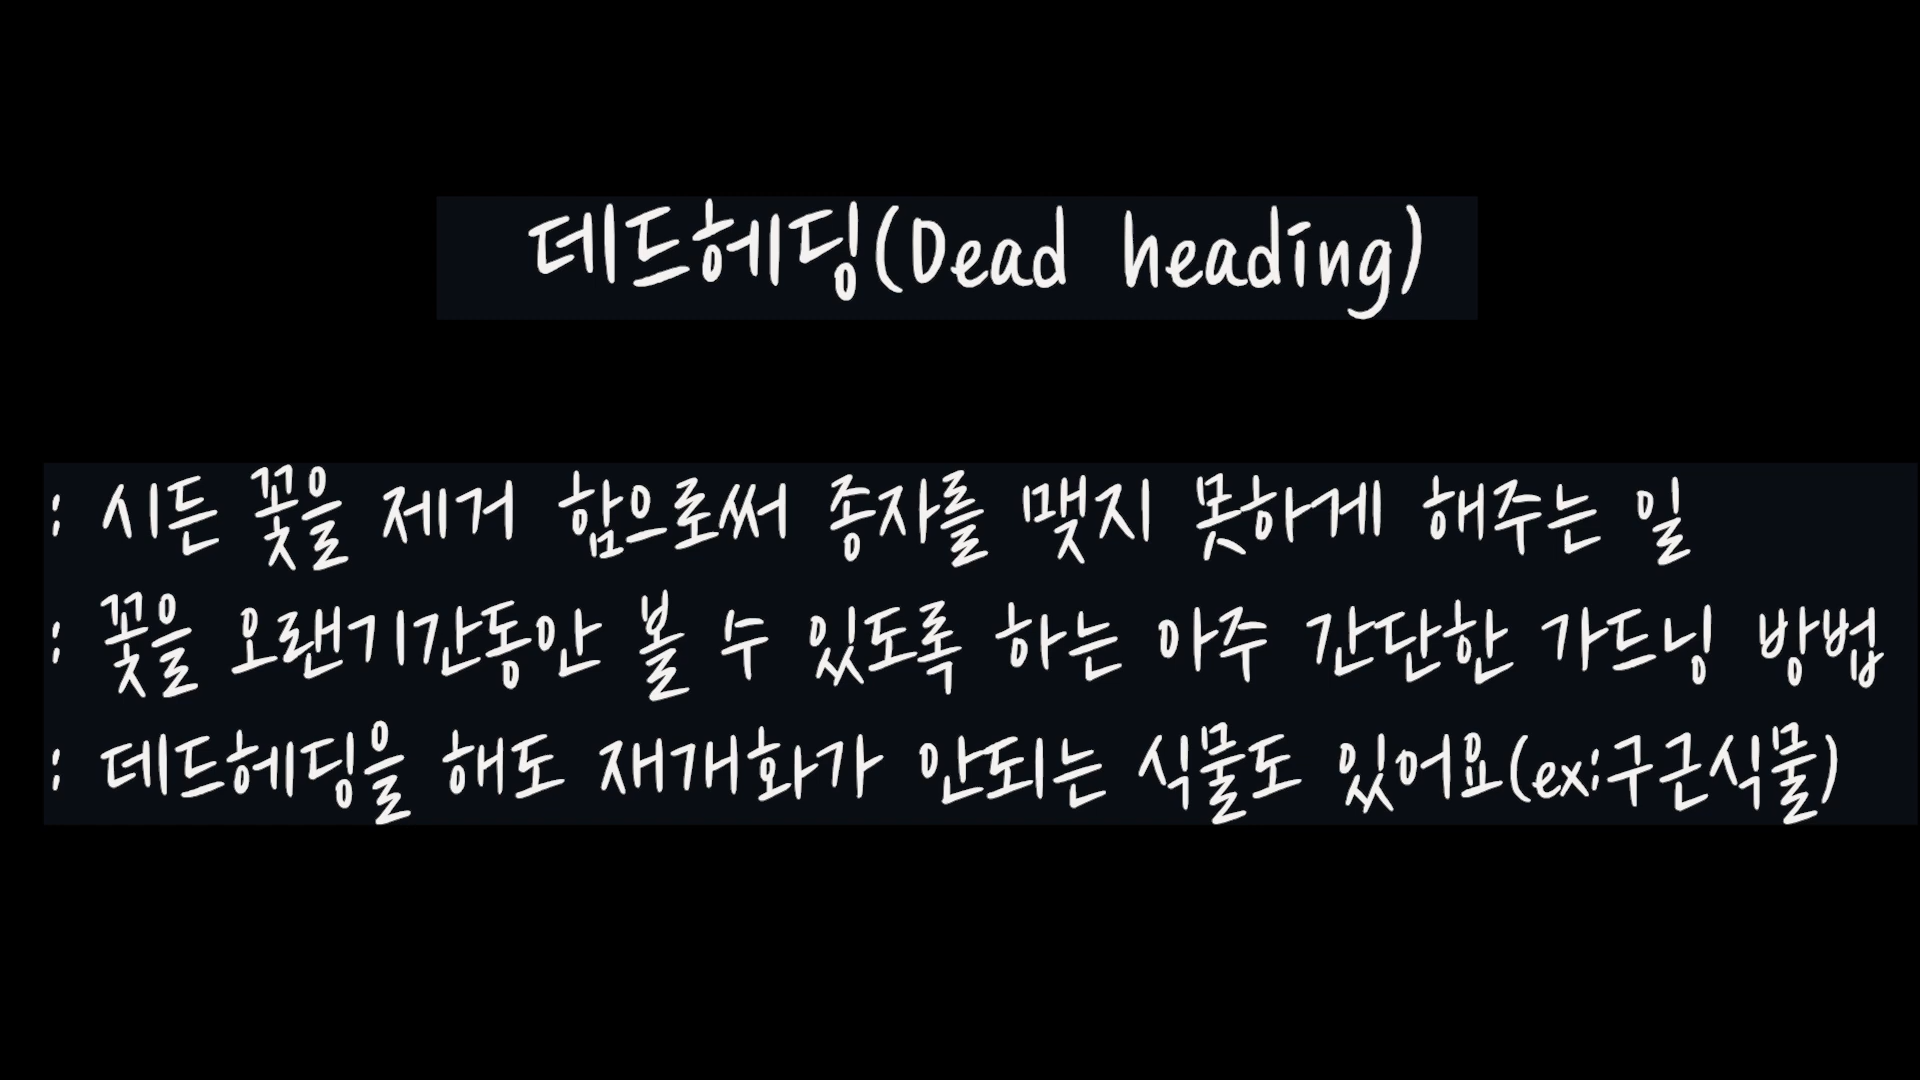 데드헤딩(Dead heading)
: 시든 꽃을 제거 함으로써 종자를 맺지 못하게 해주는 일
: 꽃을 오랜기간동안 볼 수 있도록 하는 아주 간단한 가드닝 방법
: 데드헤딩을 해도 재개화가 안되는 식물도 있어요(ex:구근식물)